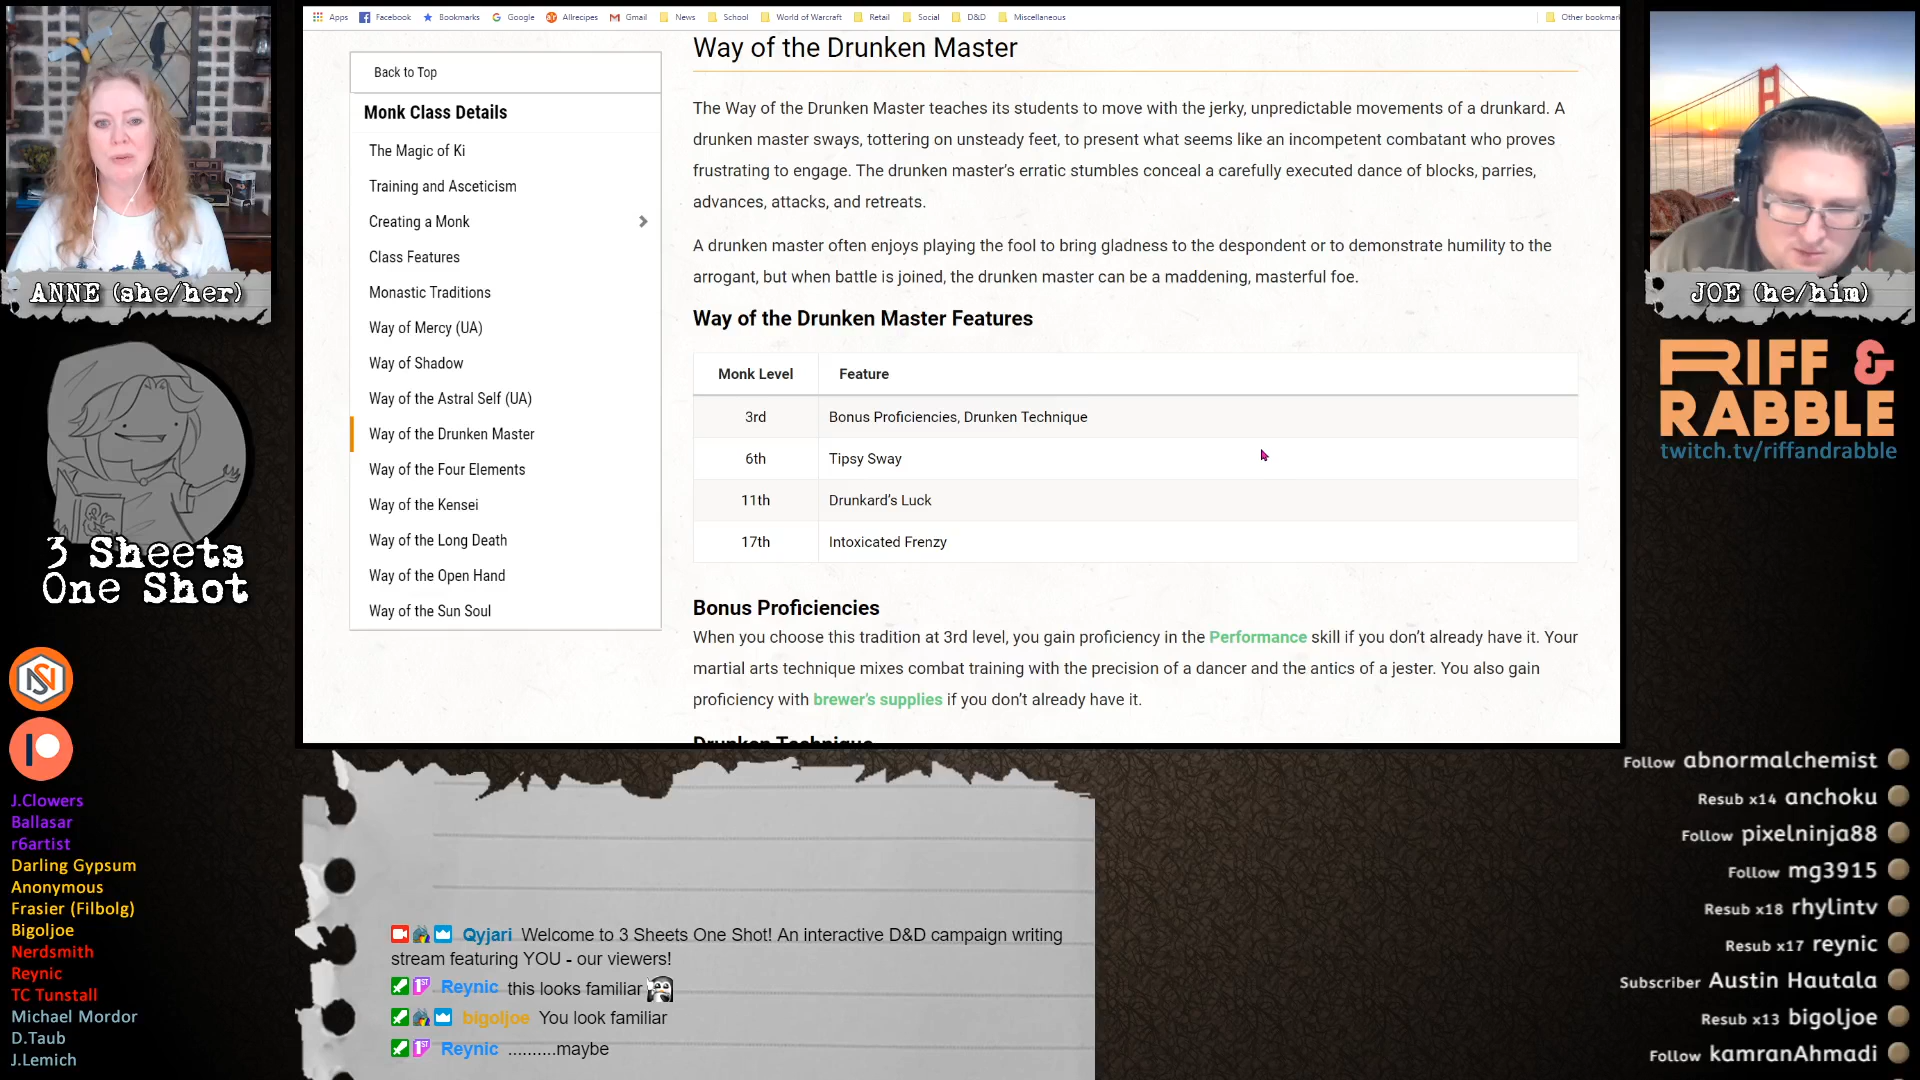 Apps Facebook Bookmarks Google Allrecipes Gmail News School World of Warcraft Retail Social D&D Miscellaneous Other bookmar
Back to Top
Monk Class Details
The Magic of Ki
Training and Asceticism
Creating a Monk
Class Features
Monastic Traditions
Way of Mercy (UA)
Way of Shadow
Way of the Astral Self (UA)
Way of the Drunken Master
Way of the Four Elements
Way of the Kensei
Way of the Long Death
Way of the Open Hand
Way of the Sun Soul
Way of the Drunken Master
The Way of the Drunken Master teaches its students to move with the jerky, unpredictable movements of a drunkard. A
drunken master sways, tottering on unsteady feet, to present what seems like an incompetent combatant who proves
frustrating to engage. The drunken master's erratic stumbles conceal a carefully executed dance of blocks, parries,
advances, attacks, and retreats.
A drunken master often enjoys playing the fool to bring gladness to the despondent or to demonstrate humility to the
arrogant, but when battle is joined, the drunken master can be a maddening, masterful foe.
Way of the Drunken Master Features
Monk Level Feature
3rd Bonus Proficiencies, Drunken Technique
6th Tipsy Sway
11th Drunkard's Luck
17th Intoxicated Frenzy
Bonus Proficiencies
When you choose this tradition at 3rd level, you gain proficiency in the Performance skill if you don't already have it. Your
martial arts technique mixes combat training with the precision of a dancer and the antics of a jester. You also gain
proficiency with brewer's supplies if you don't already have it.
Drunken Technique
ANNE (she/her)
3 Sheets
One Shot
J.Clowers
Ballasar
r6artist
Darling Gypsum
Anonymous
Frasier (Filbolg)
Bigoljoe
Nerdsmith
Reynic
TC Tunstall
Michael Mordor
D.Taub
J.Lemich
Qyjari Welcome to 3 Sheets One Shot! An interactive D&D campaign writing
stream featuring YOU - our viewers!
1ST Reynic this looks familiar
bigoljoe You look familiar
1ST Reynic ..........maybe
JOE (he/him)
RIFF &
RABBLE
twitch.tv/riffandrabble
Follow abnormalchemist
Resub x14 anchoku
Follow pixelninja88
Follow mg3915
Resub x18 rhylintv
Resub x17 reynic
Subscriber Austin Hautala
Resub x13 bigoljoe
Follow kamranAhmadi